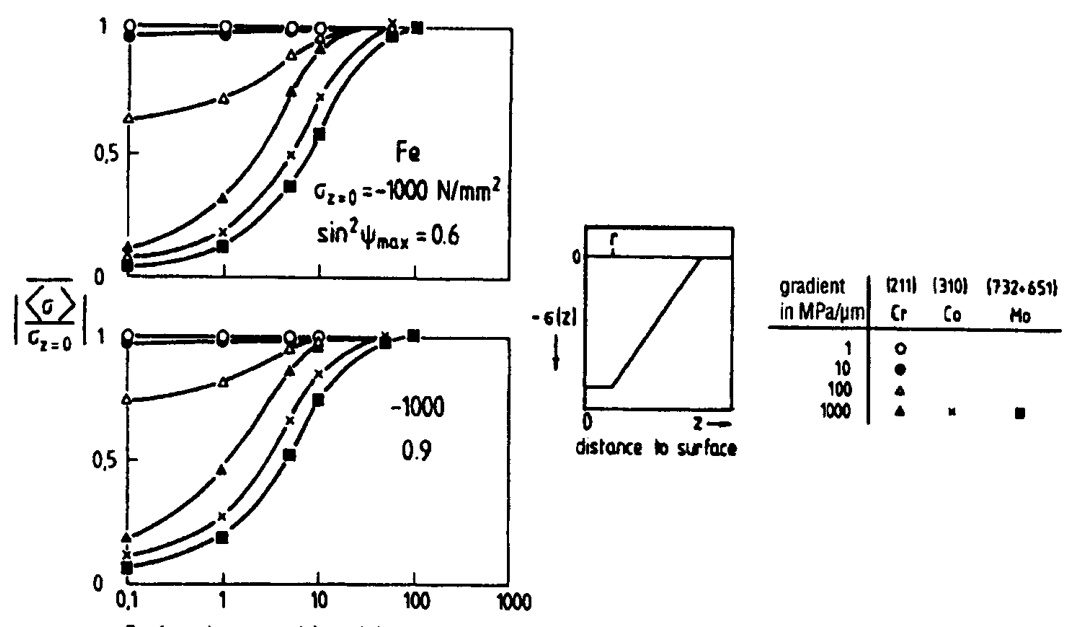 1
0,5
0
Fe
σz=0 = -1000 N/mm²
sin²ψmax = 0.6
|<σ>
σz=0|
1
0,5
0
-1000
0.9
0,1 1 10 100 1000
r
0
-σ(z)
0 z
distance to surface
gradient (211) (310) (732+651)
in MPa/μm Cr Co Mo
1
10
100
1000